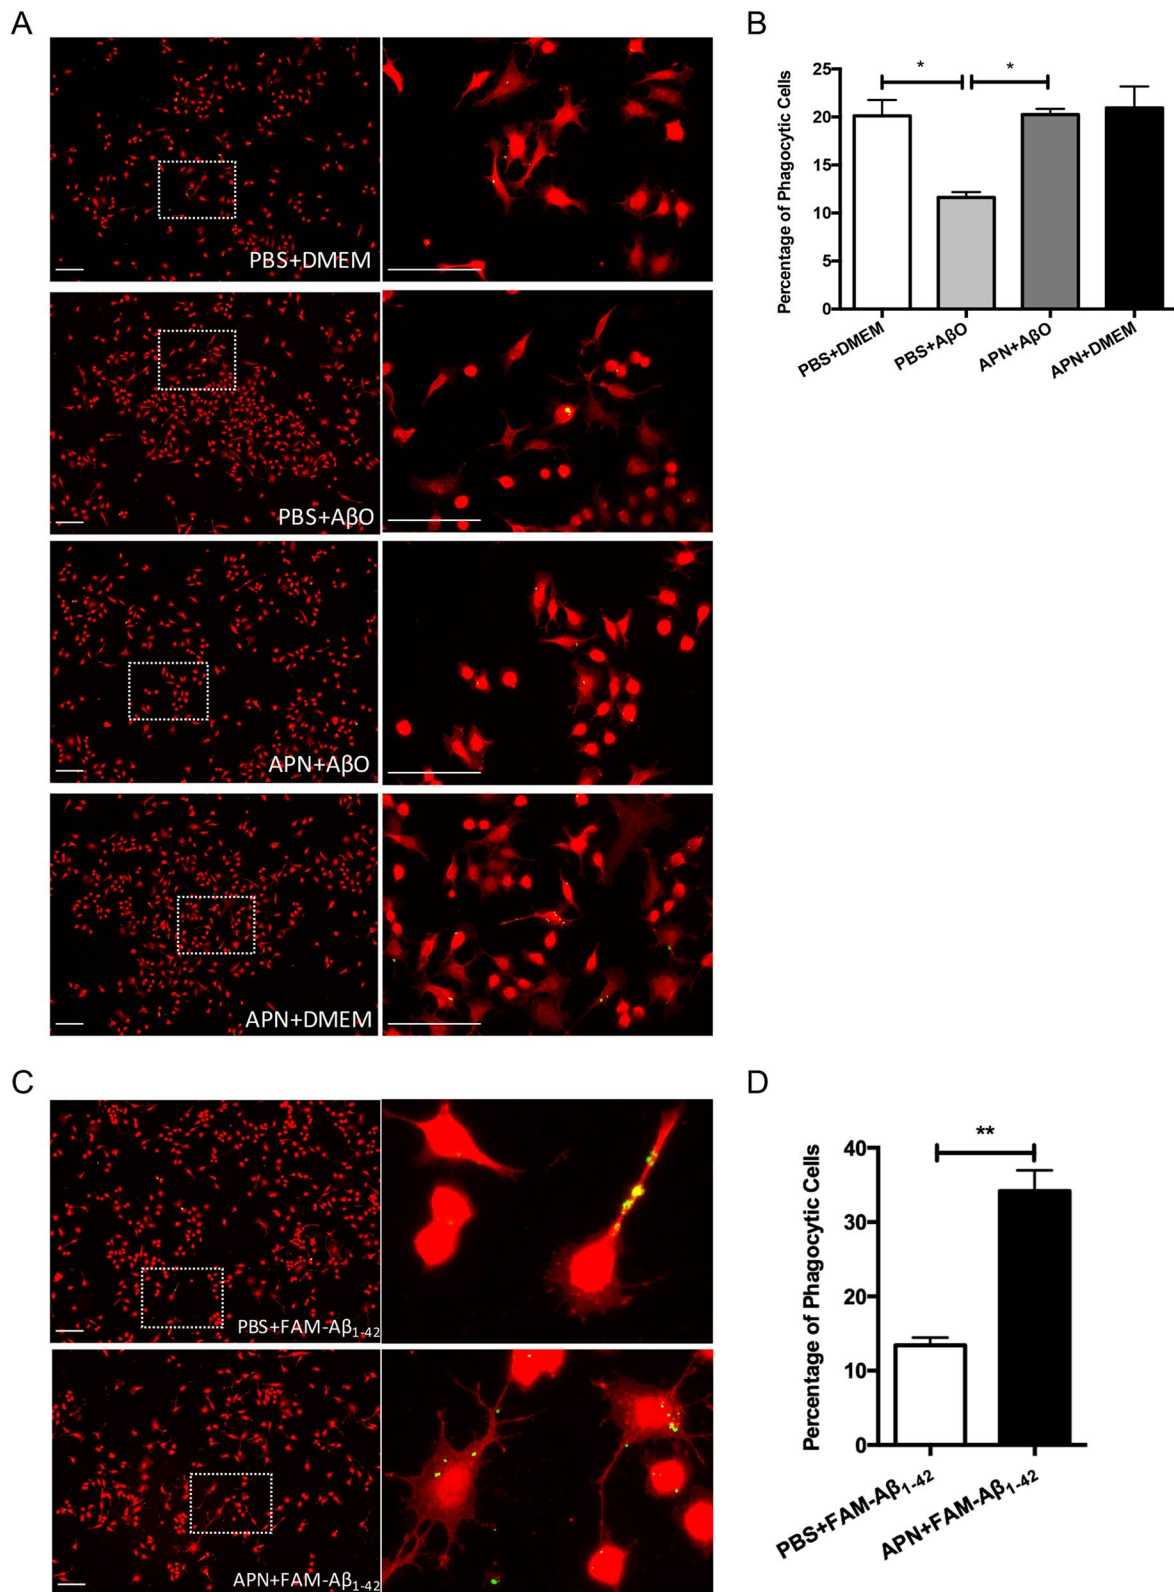 A
PBS+DMEM
PBS+AβO
APN+AβO
APN+DMEM
B
Percentage of Phagocytic Cells
25
20
15
10
5
0
*
*
PBS+DMEM
PBS+AβO
APN+AβO
APN+DMEM
C
PBS+FAM-Aβ₁₋₄₂
APN+FAM-Aβ₁₋₄₂
D
Percentage of Phagocytic Cells
40
30
20
10
0
**
PBS+FAM-Aβ₁₋₄₂
APN+FAM-Aβ₁₋₄₂